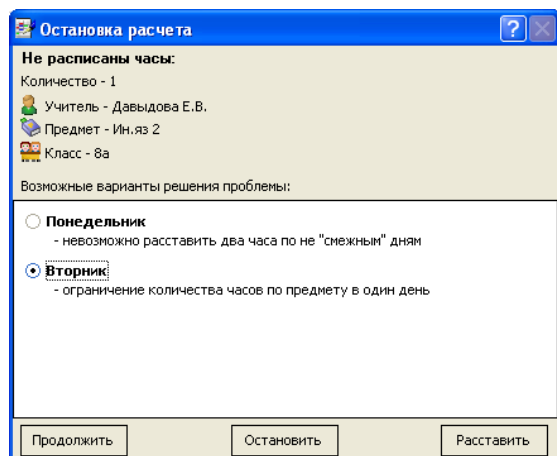 Остановка расчета
Не расписаны часы:
Количество - 1
Учитель - Давыдова Е.В.
Предмет - Ин.яз 2
Класс - 8а
Возможные варианты решения проблемы:
Понедельник
- невозможно расставить два часа по не "смежным" дням
Вторник
- ограничение количества часов по предмету в один день
Продолжить Остановить Расставить